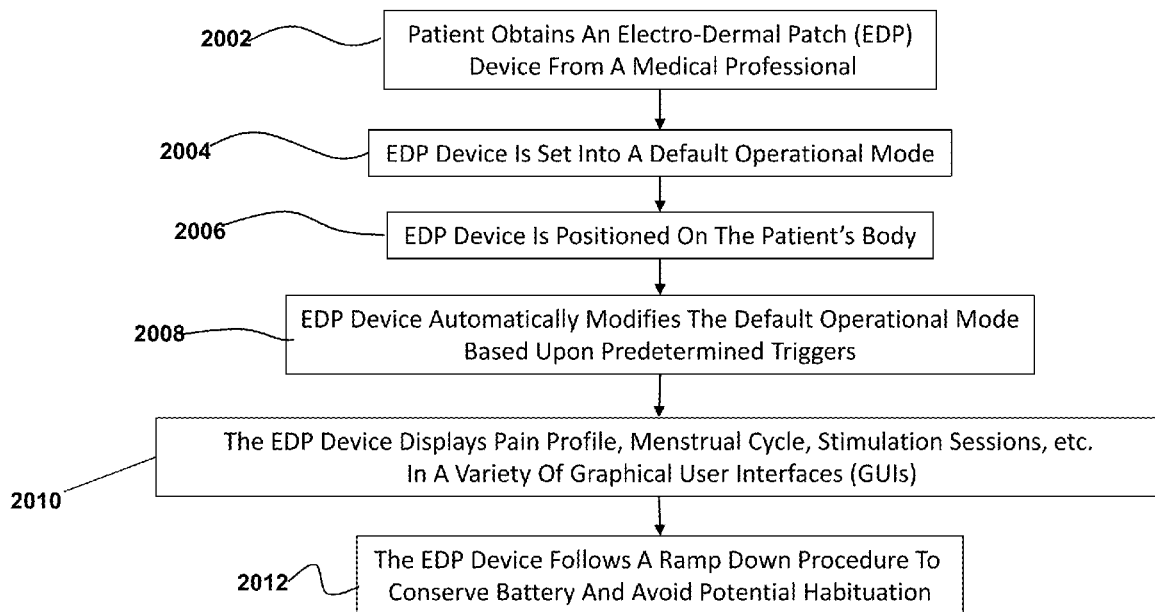 2002
Patient Obtains An Electro-Dermal Patch (EDP)
Device From A Medical Professional
2004
EDP Device Is Set Into A Default Operational Mode
2006
EDP Device Is Positioned On The Patient's Body
2008
EDP Device Automatically Modifies The Default Operational Mode
Based Upon Predetermined Triggers
2010
The EDP Device Displays Pain Profile, Menstrual Cycle, Stimulation Sessions, etc.
In A Variety Of Graphical User Interfaces (GUIs)
2012
The EDP Device Follows A Ramp Down Procedure To
Conserve Battery And Avoid Potential Habituation